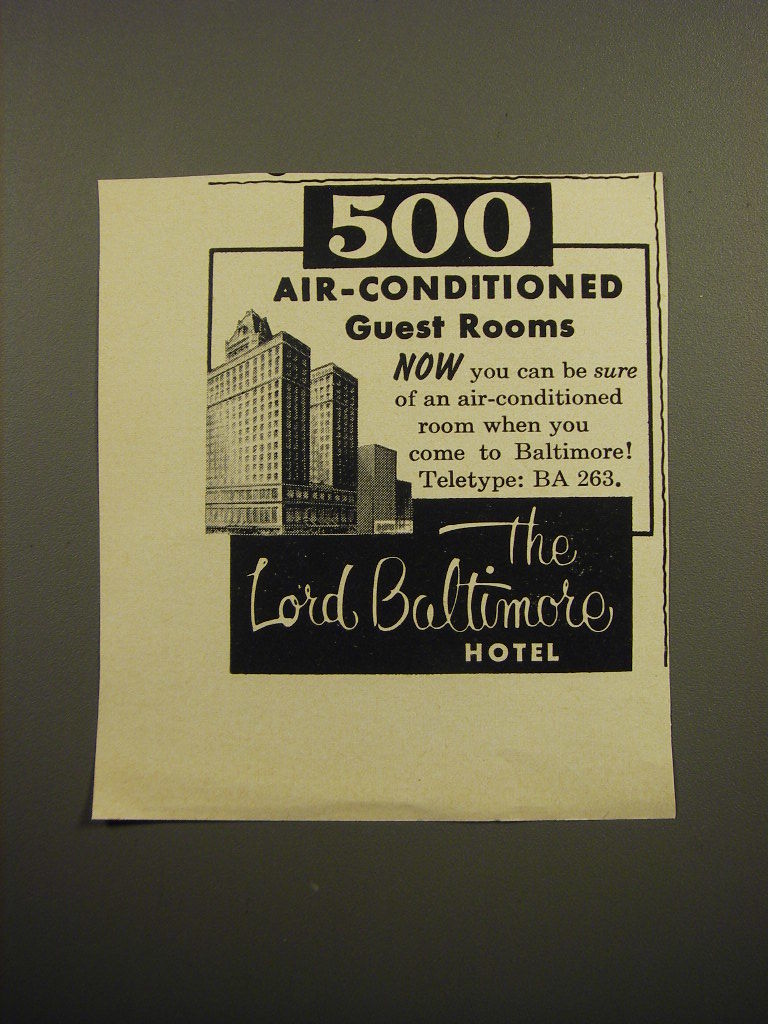 500
AIR-CONDITIONED
Guest Rooms
NOW you can be sure
of an air-conditioned
room when you
come to Baltimore!
Teletype: BA 263.
The
Lord Baltimore
HOTEL